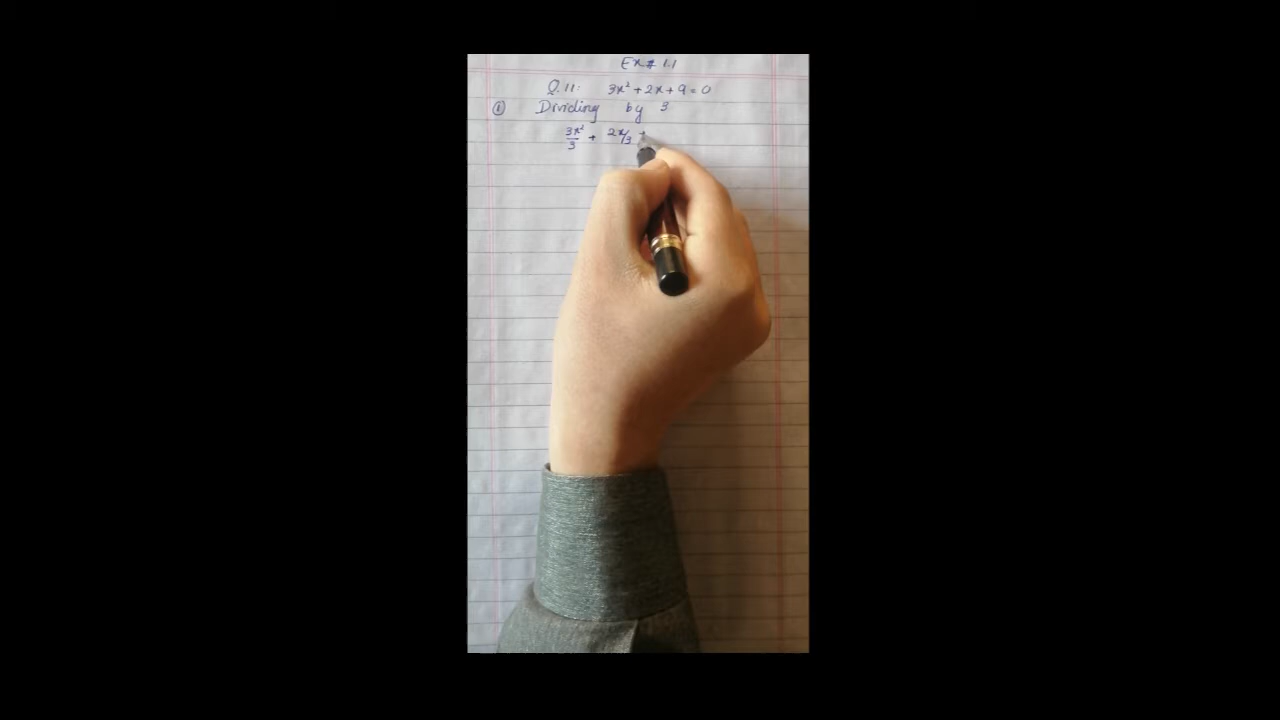 Ex # 1.1
Q.11: 3x² + 2x + 9 = 0
① Dividing by 3
3x²/3 + 2x/3 +